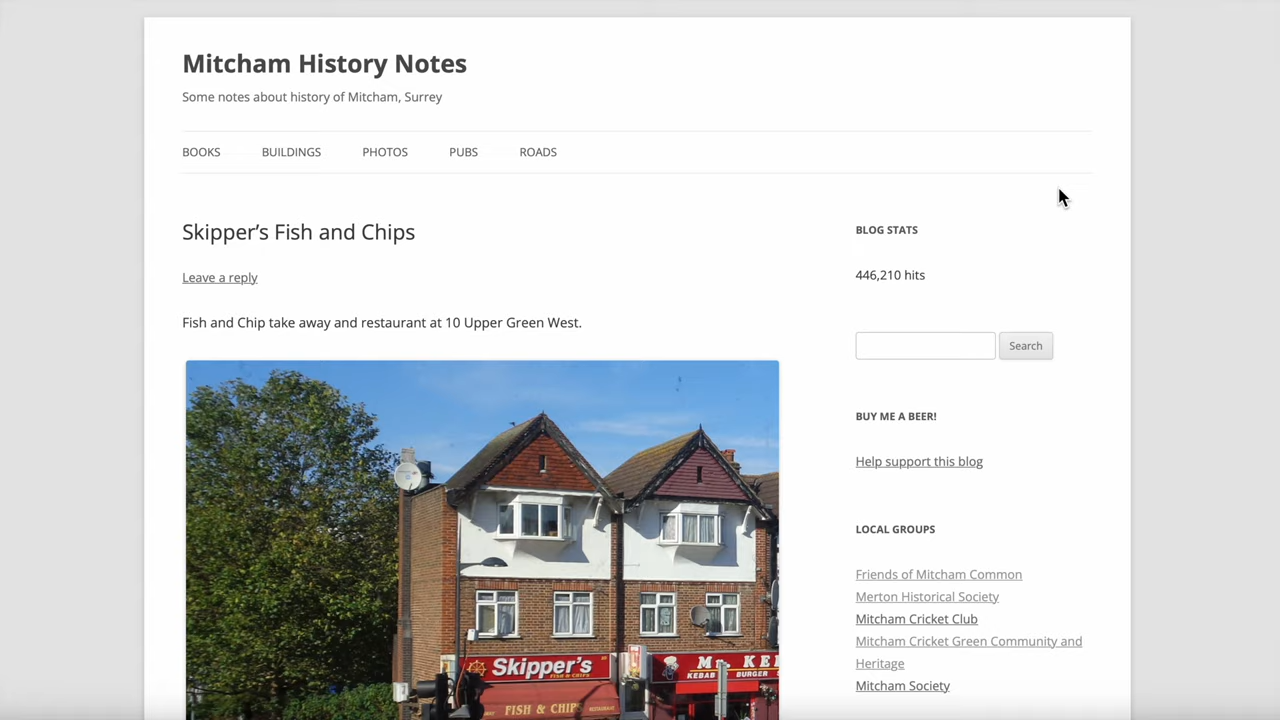 Mitcham History Notes
Some notes about history of Mitcham, Surrey
BOOKS BUILDINGS PHOTOS PUBS ROADS
Skipper’s Fish and Chips
Leave a reply
Fish and Chip take away and restaurant at 10 Upper Green West.
Skipper's
FISH & CHIPS
KEBAB BURGER
FISH & CHIPS RESTAURANT
BLOG STATS
446,210 hits
Search
BUY ME A BEER!
Help support this blog
LOCAL GROUPS
Friends of Mitcham Common
Merton Historical Society
Mitcham Cricket Club
Mitcham Cricket Green Community and
Heritage
Mitcham Society